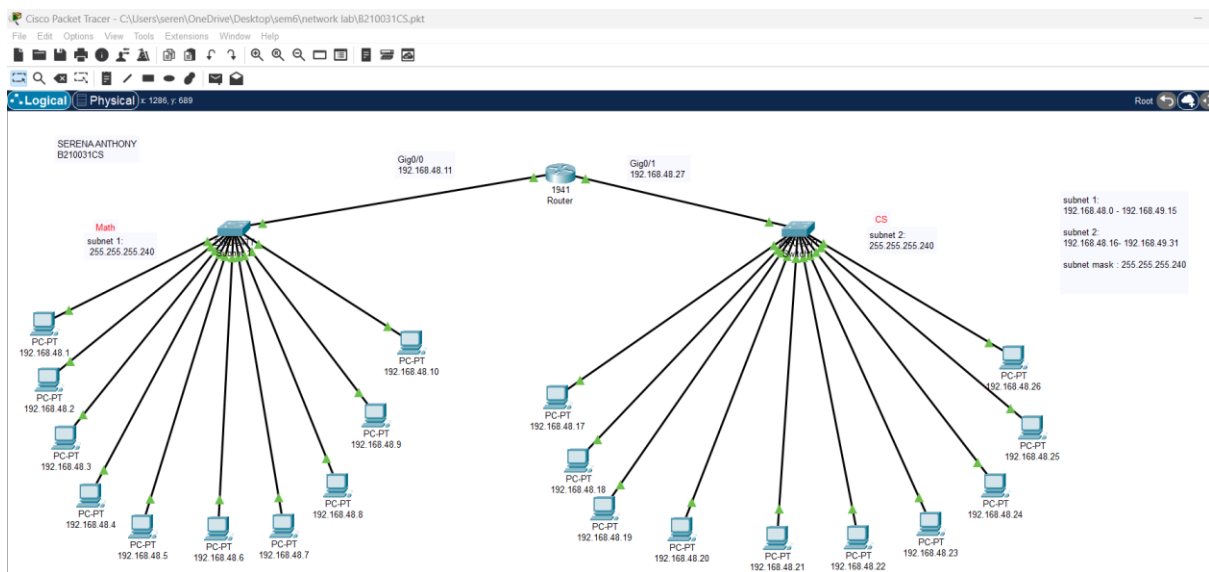 Cisco Packet Tracer - C:\Users\seren\OneDrive\Desktop\sem6\network lab\B210031CS.pkt
File Edit Options View Tools Extensions Window Help
Logical Physical x: 1286, y: 689
Root
SERENA ANTHONY
B210031CS
Gig0/0
192.168.48.11
Gig0/1
192.168.48.27
1941
Router
Math
subnet 1:
255.255.255.240
CS
subnet 2:
255.255.255.240
subnet 1:
192.168.48.0 - 192.168.49.15
subnet 2:
192.168.48.16- 192.168.49.31
subnet mask : 255.255.255.240
PC-PT
192.168.48.1
PC-PT
192.168.48.2
PC-PT
192.168.48.3
PC-PT
192.168.48.4
PC-PT
192.168.48.5
PC-PT
192.168.48.6
PC-PT
192.168.48.7
PC-PT
192.168.48.8
PC-PT
192.168.48.9
PC-PT
192.168.48.10
PC-PT
192.168.48.17
PC-PT
192.168.48.18
PC-PT
192.168.48.19
PC-PT
192.168.48.20
PC-PT
192.168.48.21
PC-PT
192.168.48.22
PC-PT
192.168.48.23
PC-PT
192.168.48.24
PC-PT
192.168.48.25
PC-PT
192.168.48.26